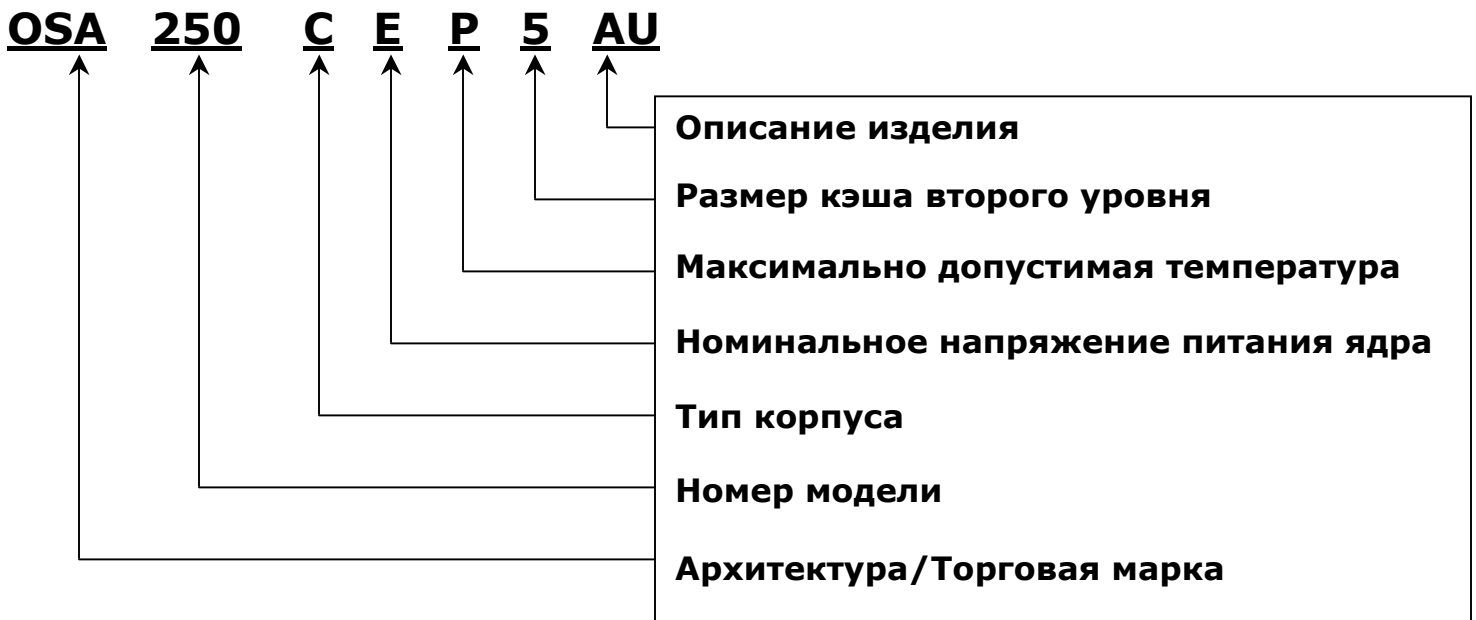 OSA 250 C E P 5 AU
Описание изделия
Размер кэша второго уровня
Максимально допустимая температура
Номинальное напряжение питания ядра
Тип корпуса
Номер модели
Архитектура/Торговая марка